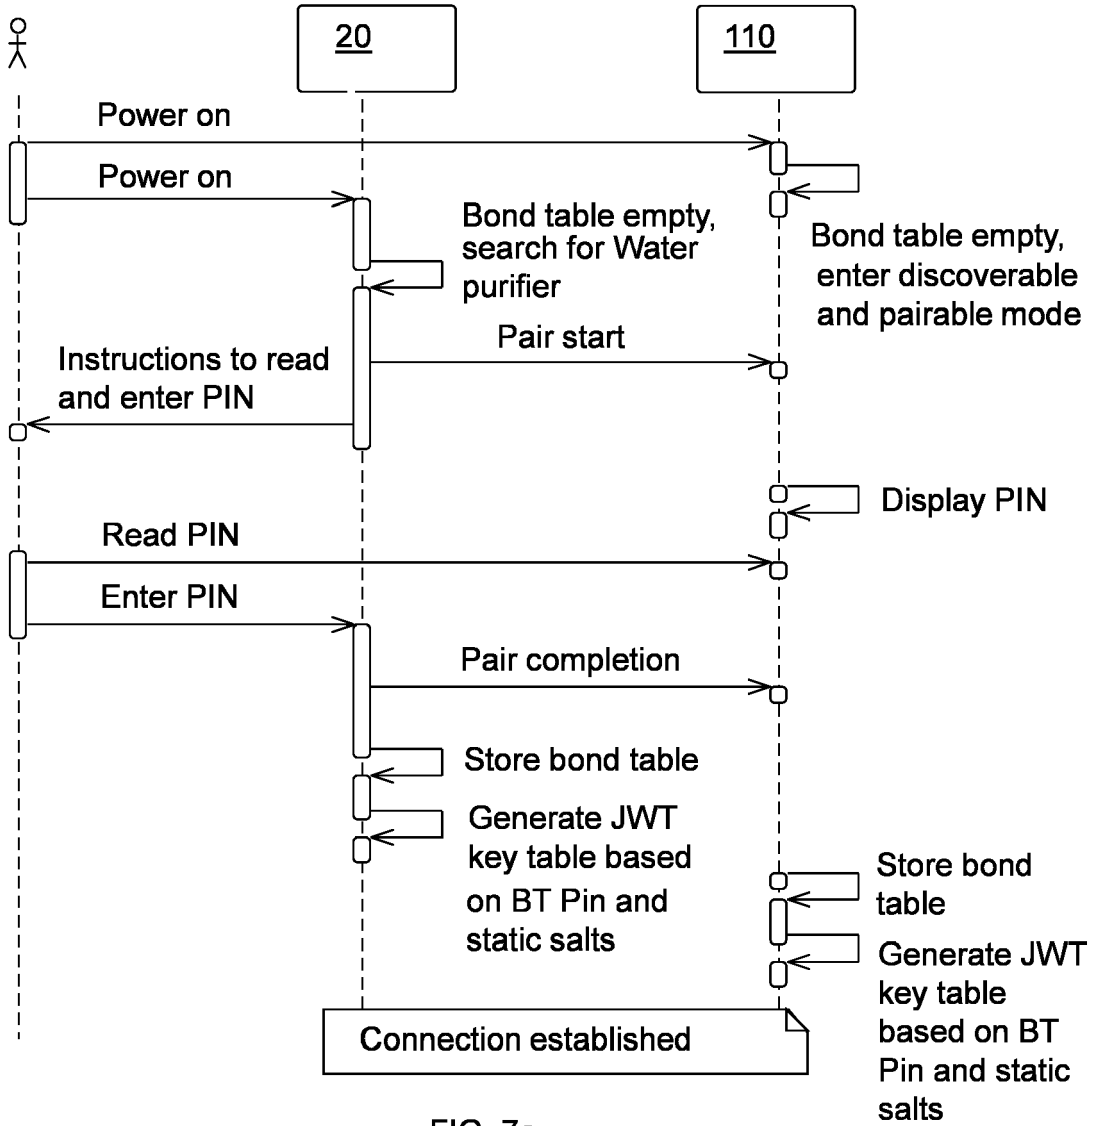 20
110
Power on
Power on
Bond table empty,
search for Water
purifier
Bond table empty,
enter discoverable
and pairable mode
Pair start
Instructions to read
and enter PIN
Display PIN
Read PIN
Enter PIN
Pair completion
Store bond table
Generate JWT
key table based
on BT Pin and
static salts
Store bond
table
Generate JWT
key table
based on BT
Pin and static
salts
Connection established